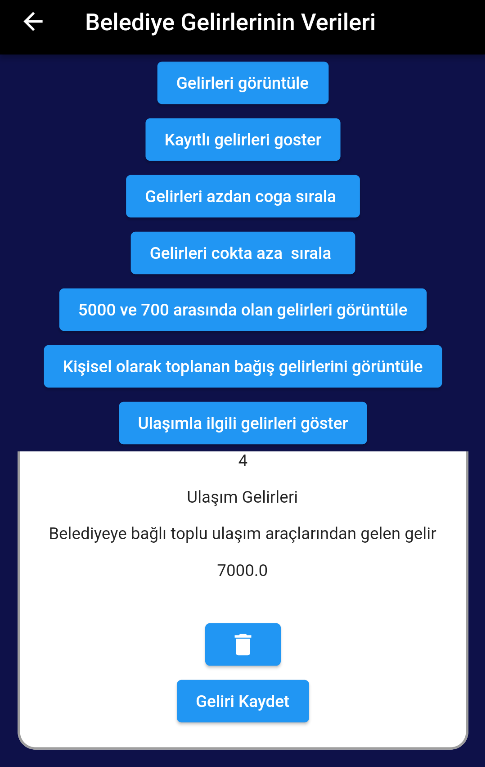 Belediye Gelirlerinin Verileri
Gelirleri görüntüle
Kayıtlı gelirleri goster
Gelirleri azdan coga sırala
Gelirleri cokta aza  sırala
5000 ve 700 arasında olan gelirleri görüntüle
Kişisel olarak toplanan bağış gelirlerini görüntüle
Ulaşımla ilgili gelirleri göster
4
Ulaşım Gelirleri
Belediyeye bağlı toplu ulaşım araçlarından gelen gelir
7000.0
Geliri Kaydet